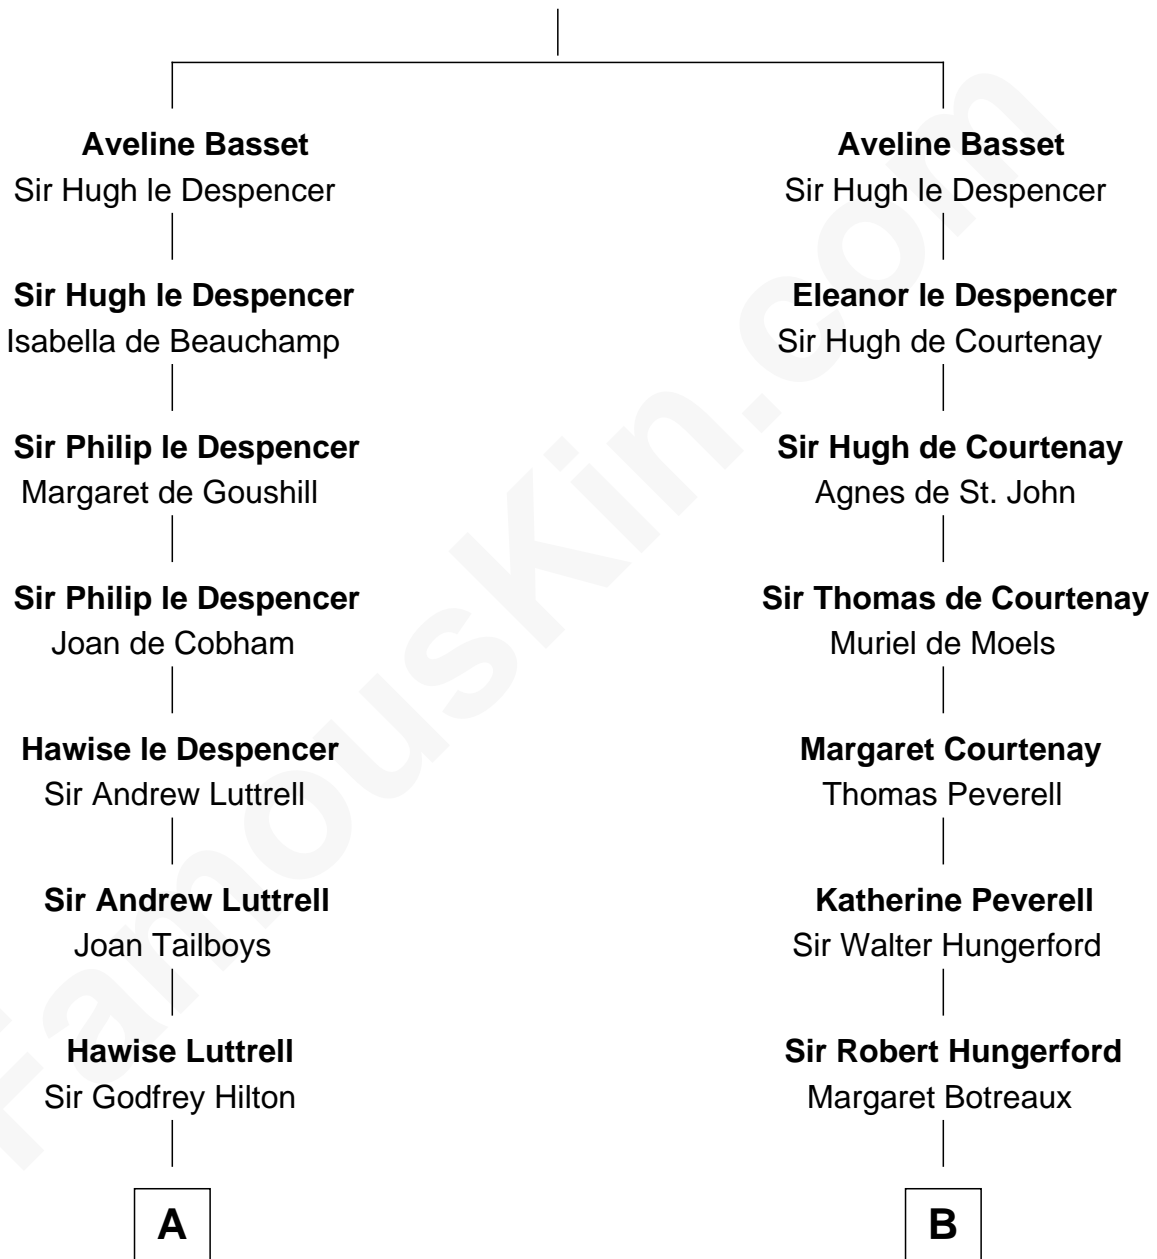 Aveline Basset
Sir Hugh le Despencer
Sir Hugh le Despencer
Isabella de Beauchamp
Sir Philip le Despencer
Margaret de Goushill
Sir Philip le Despencer
Joan de Cobham
Hawise le Despencer
Sir Andrew Luttrell
Sir Andrew Luttrell
Joan Tailboys
Hawise Luttrell
Sir Godfrey Hilton
A
Aveline Basset
Sir Hugh le Despencer
Eleanor le Despencer
Sir Hugh de Courtenay
Sir Hugh de Courtenay
Agnes de St. John
Sir Thomas de Courtenay
Muriel de Moels
Margaret Courtenay
Thomas Peverell
Katherine Peverell
Sir Walter Hungerford
Sir Robert Hungerford
Margaret Botreaux
B
FamousKin.com